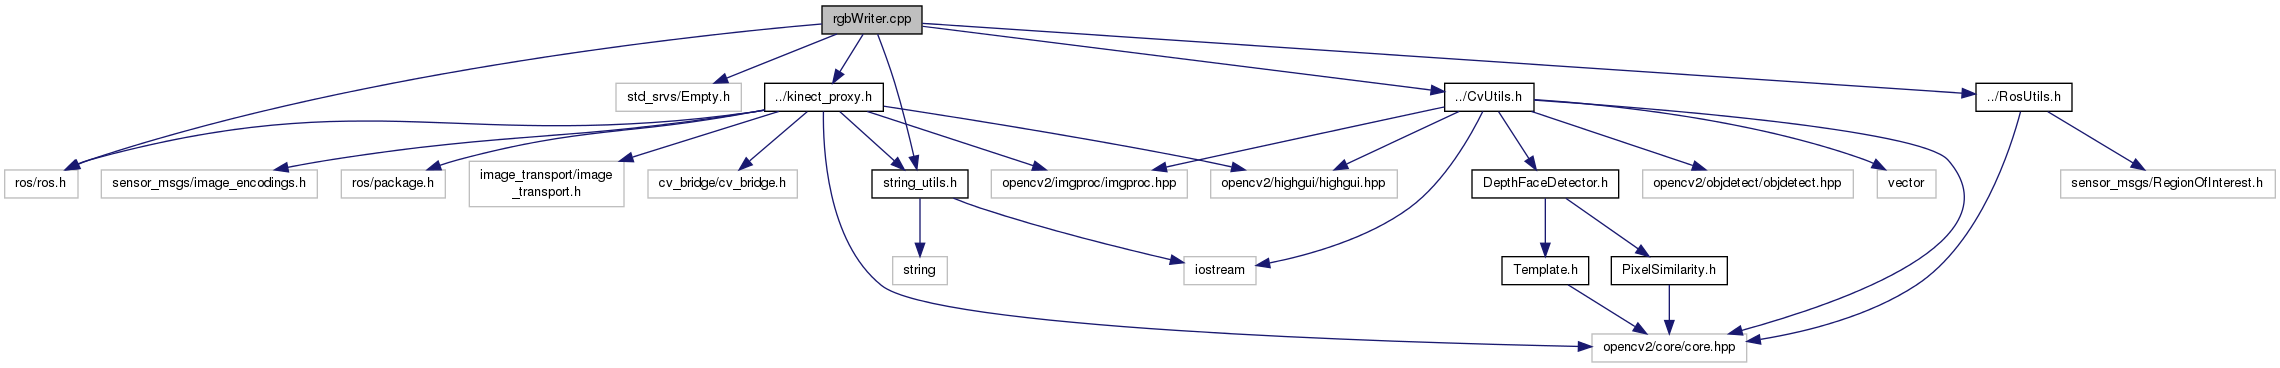 rgbWriter.cpp
std_srvs/Empty.h
../kinect_proxy.h
../CvUtils.h
../RosUtils.h
ros/ros.h
sensor_msgs/image_encodings.h
ros/package.h
image_transport/image
_transport.h
cv_bridge/cv_bridge.h
string_utils.h
opencv2/imgproc/imgproc.hpp
opencv2/highgui/highgui.hpp
DepthFaceDetector.h
opencv2/objdetect/objdetect.hpp
vector
sensor_msgs/RegionOfInterest.h
string
iostream
Template.h
PixelSimilarity.h
opencv2/core/core.hpp